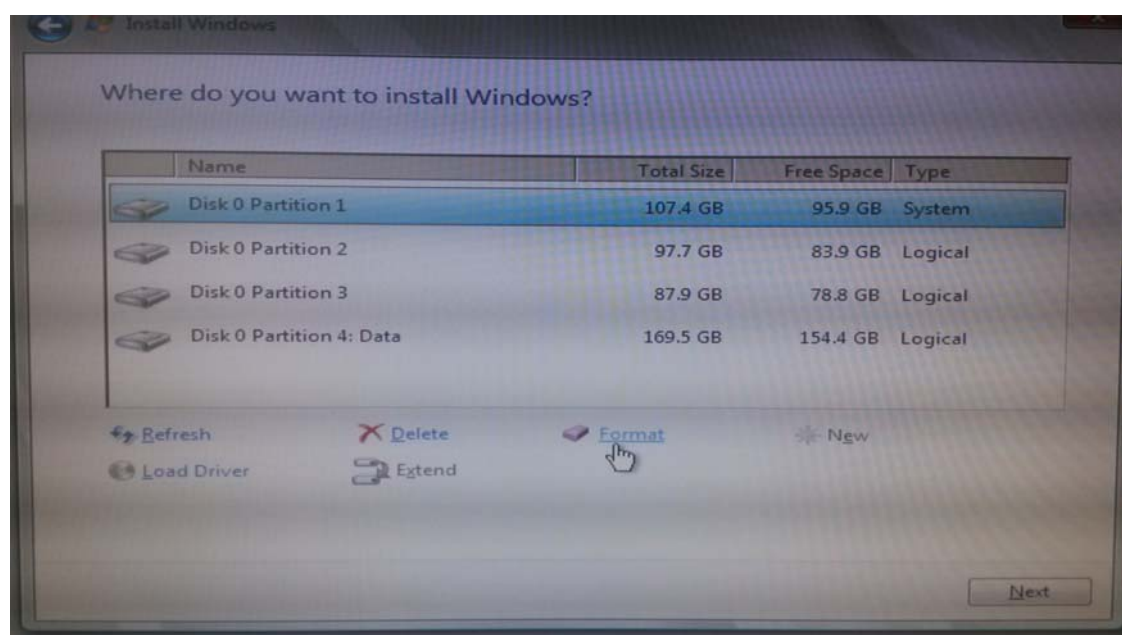 Install Windows
Where do you want to install Windows?
Name Total Size Free Space Type
Disk 0 Partition 1 107.4 GB 95.9 GB System
Disk 0 Partition 2 97.7 GB 83.9 GB Logical
Disk 0 Partition 3 87.9 GB 78.8 GB Logical
Disk 0 Partition 4: Data 169.5 GB 154.4 GB Logical
Refresh Delete Format New
Load Driver Extend
Next